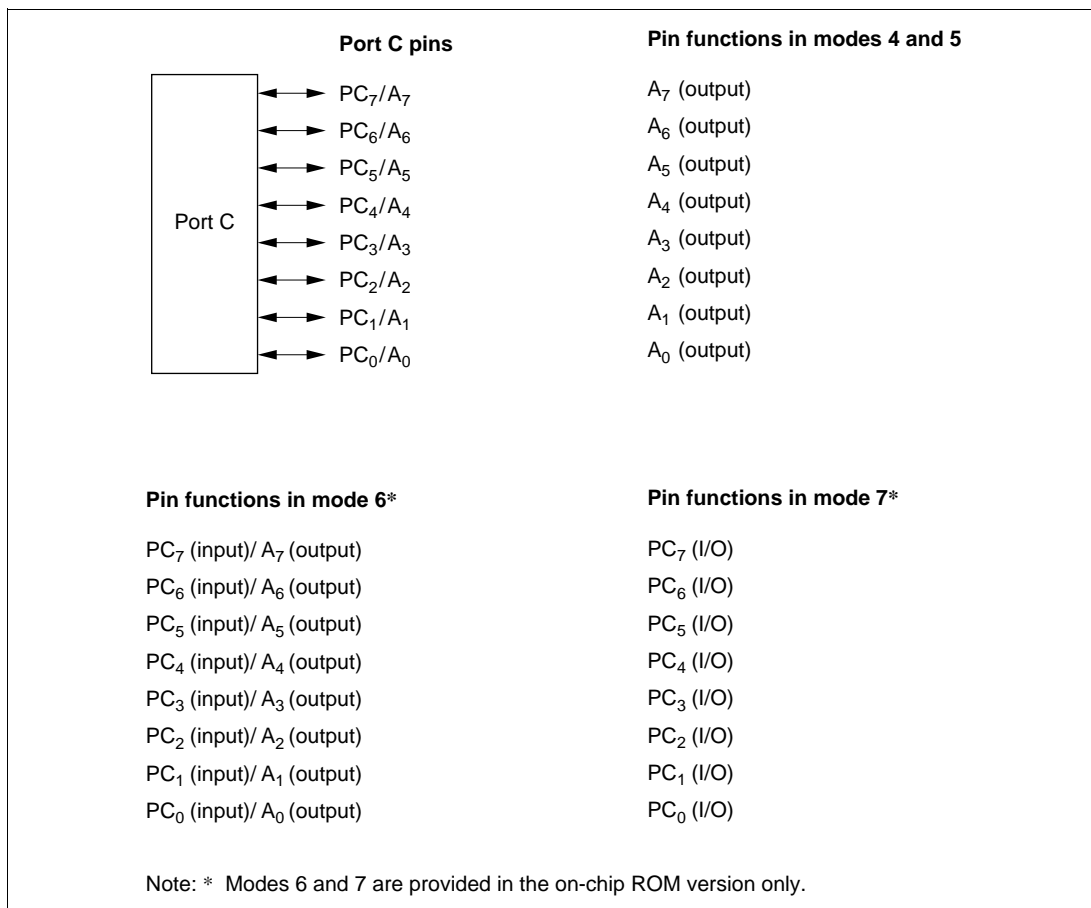 Port C pins
Pin functions in modes 4 and 5
Port C
PC₇/A₇
A₇ (output)
PC₆/A₆
A₆ (output)
PC₅/A₅
A₅ (output)
PC₄/A₄
A₄ (output)
PC₃/A₃
A₃ (output)
PC₂/A₂
A₂ (output)
PC₁/A₁
A₁ (output)
PC₀/A₀
A₀ (output)
Pin functions in mode 6*
PC₇ (input)/ A₇ (output)
PC₆ (input)/ A₆ (output)
PC₅ (input)/ A₅ (output)
PC₄ (input)/ A₄ (output)
PC₃ (input)/ A₃ (output)
PC₂ (input)/ A₂ (output)
PC₁ (input)/ A₁ (output)
PC₀ (input)/ A₀ (output)
Pin functions in mode 7*
PC₇ (I/O)
PC₆ (I/O)
PC₅ (I/O)
PC₄ (I/O)
PC₃ (I/O)
PC₂ (I/O)
PC₁ (I/O)
PC₀ (I/O)
Note: * Modes 6 and 7 are provided in the on-chip ROM version only.